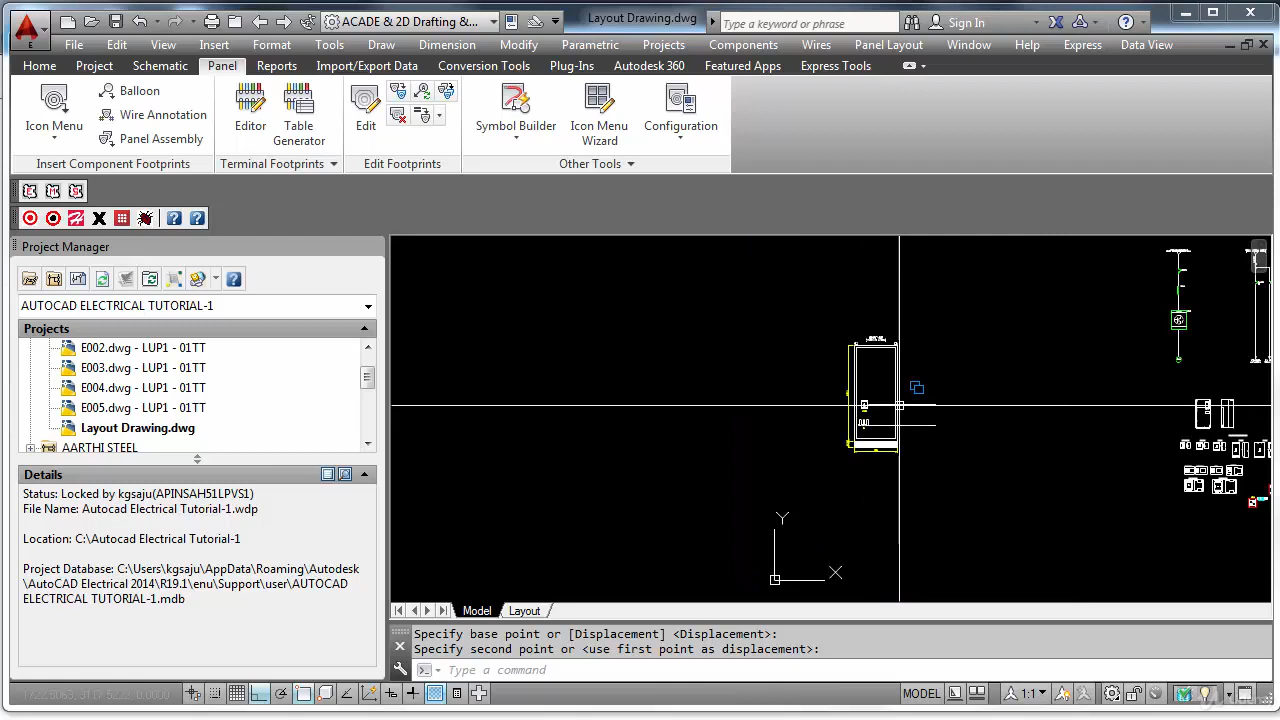 ACADE & 2D Drafting &... Layout Drawing.dwg Type a keyword or phrase Sign In
E
File Edit View Insert Format Tools Draw Dimension Modify Parametric Projects Components Wires Panel Layout Window Help Express Data View
Home Project Schematic Panel Reports Import/Export Data Conversion Tools Plug-Ins Autodesk 360 Featured Apps Express Tools
Icon Menu
Balloon
Wire Annotation
Panel Assembly
Editor
Table Generator
Edit
Symbol Builder
Icon Menu Wizard
Configuration
Insert Component Footprints Terminal Footprints Edit Footprints Other Tools
Project Manager
AUTOCAD ELECTRICAL TUTORIAL-1
Projects
E002.dwg - LUP1 - 01TT
E003.dwg - LUP1 - 01TT
E004.dwg - LUP1 - 01TT
E005.dwg - LUP1 - 01TT
Layout Drawing.dwg
AARTHI STEEL
Details
Status: Locked by kgsaju(APINSAH51LPVS1)
File Name: Autocad Electrical Tutorial-1.wdp
Location: C:\Autocad Electrical Tutorial-1
Project Database: C:\Users\kgsaju\AppData\Roaming\Autodesk
\AutoCAD Electrical 2014\R19.1\enu\Support\user\AUTOCAD
ELECTRICAL TUTORIAL-1.mdb
Y
X
Model Layout
Specify base point or [Displacement] <Displacement>:
Specify second point or <use first point as displacement>:
Type a command
MODEL 1:1